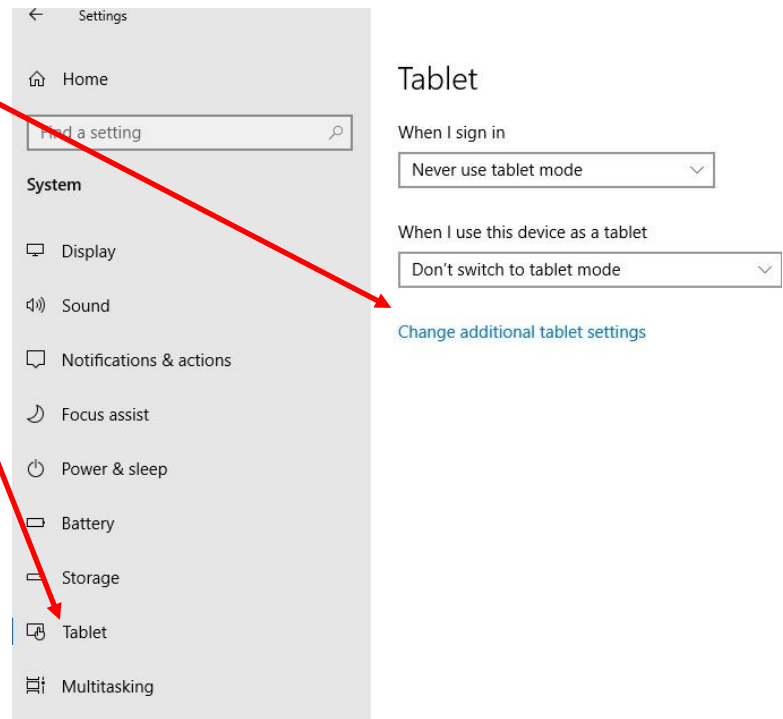 Settings
Home
Find a setting
System
Display
Sound
Notifications & actions
Focus assist
Power & sleep
Battery
Storage
Tablet
Multitasking
Tablet
When I sign in
Never use tablet mode
When I use this device as a tablet
Don't switch to tablet mode
Change additional tablet settings